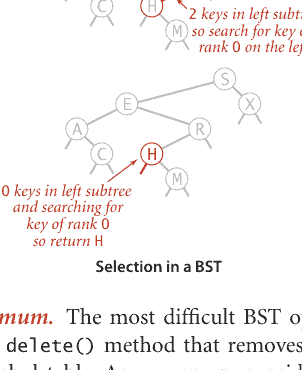 C
H
2 keys in left subt
so search for key
M
rank 0 on the le
S
E
X
A
R
C
H
0 keys in left subtree
M
and searching for
key of rank 0
so return H
Selection in a BST
mum. The most difficult BST o
delete() method that removes